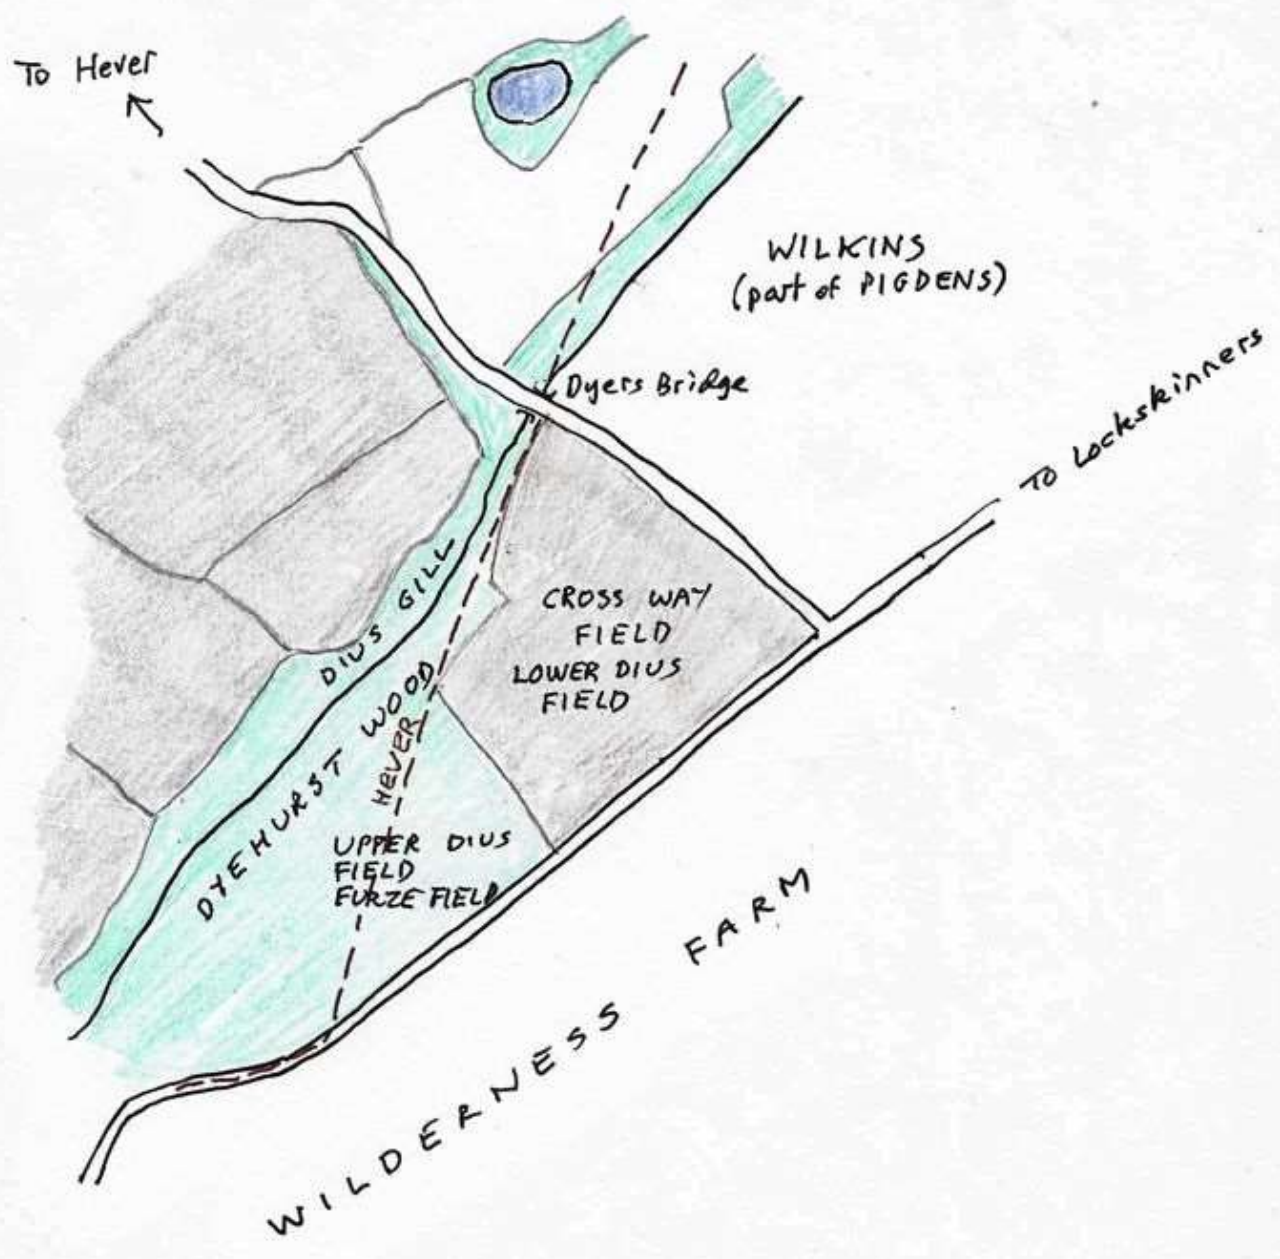 To Hever
WILKINS
(part of PIGDENS)
Dyers Bridge
To Lockskinners
DIUS GILL
CROSS WAY
FIELD
LOWER DIUS
FIELD
DYEHURST WOOD
HEVER
UPPER DIUS
FIELD
FURZE FIELD
WILDERNESS FARM